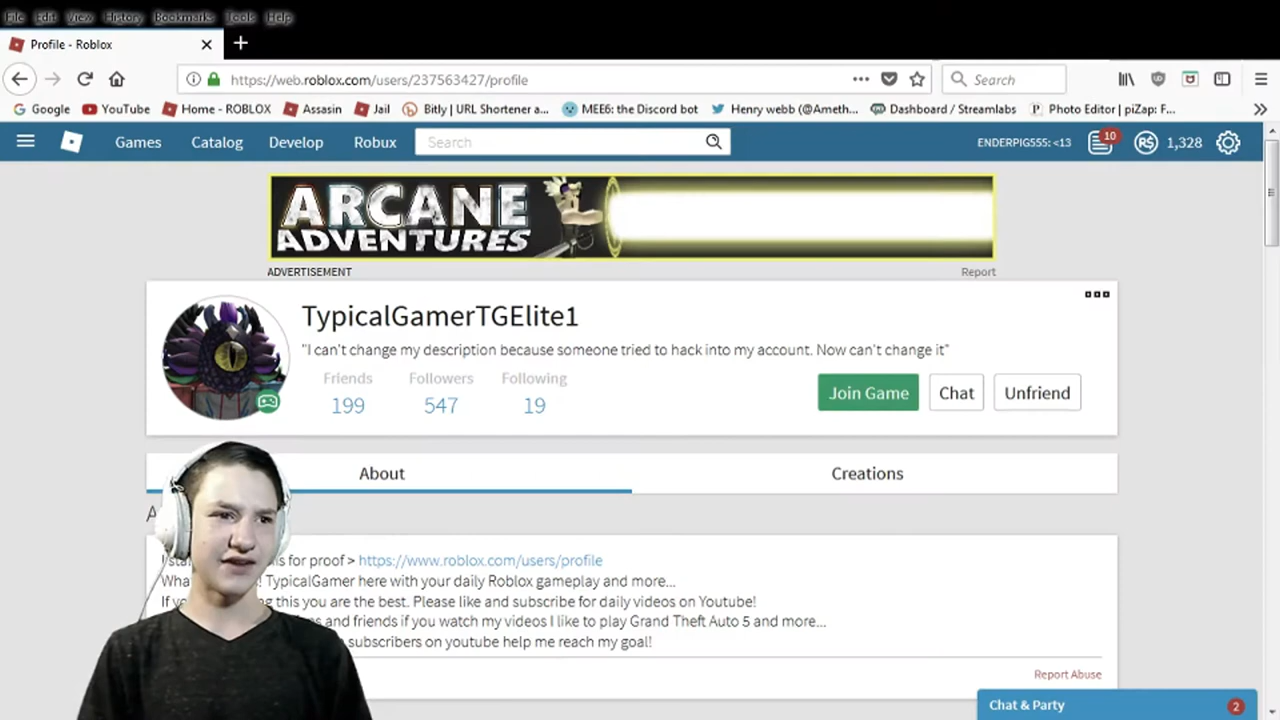 File Edit View History Bookmarks Tools Help
Profile - Roblox
https://web.roblox.com/users/237563427/profile
Search
Google YouTube Home - ROBLOX Assasin Jail Bitly | URL Shortener a... MEE6: the Discord bot Henry webb (@Ameth... Dashboard / Streamlabs Photo Editor | piZap: F...
Games Catalog Develop Robux Search ENDERPIG555: <13 10 1,328
ARCANE
ADVENTURES
ADVERTISEMENT Report
TypicalGamerTGElite1
"I can't change my description because someone tried to hack into my account. Now can't change it"
Friends Followers Following
199 547 19
Join Game Chat Unfriend
About Creations
for proof > https://www.roblox.com/users/profile
TypicalGamer here with your daily Roblox gameplay and more...
this you are the best. Please like and subscribe for daily videos on Youtube!
and friends if you watch my videos I like to play Grand Theft Auto 5 and more...
subscribers on youtube help me reach my goal!
Report Abuse
Chat & Party 2